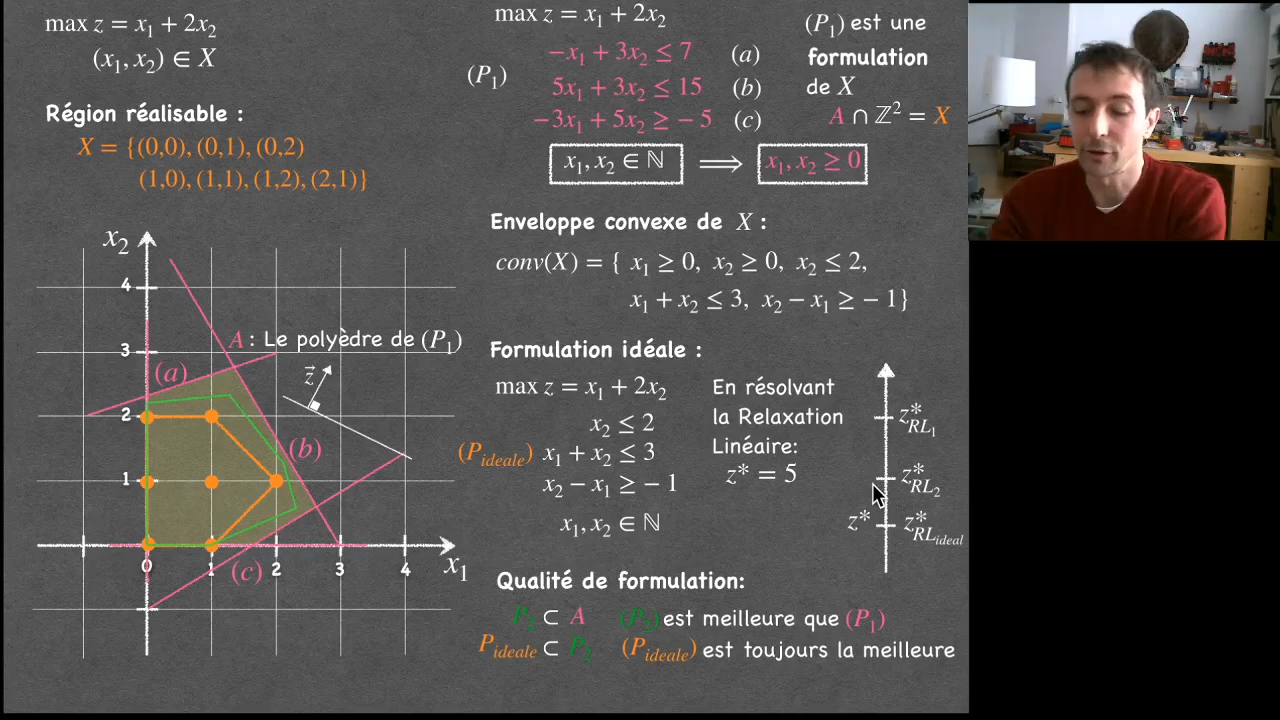 max z = x₁ + 2x₂
(x₁, x₂) ∈ X
Région réalisable :
X = {(0,0), (0,1), (0,2)
(1,0), (1,1), (1,2), (2,1)}
x₂
4
3
2
1
0
1
2
3
4
x₁
A : Le polyèdre de (P₁)
(a)
(b)
(c)
z⃗
max z = x₁ + 2x₂
(P₁)
−x₁ + 3x₂ ≤ 7 (a)
5x₁ + 3x₂ ≤ 15 (b)
−3x₁ + 5x₂ ≥ −5 (c)
x₁, x₂ ∈ ℕ ⟹ x₁, x₂ ≥ 0
(P₁) est une
formulation
de X
A ∩ ℤ² = X
Enveloppe convexe de X :
conv(X) = { x₁ ≥ 0, x₂ ≥ 0, x₂ ≤ 2,
x₁ + x₂ ≤ 3, x₂ − x₁ ≥ −1}
Formulation idéale :
max z = x₁ + 2x₂
x₂ ≤ 2
(P_ideale) x₁ + x₂ ≤ 3
x₂ − x₁ ≥ −1
x₁, x₂ ∈ ℕ
En résolvant
la Relaxation
Linéaire:
z* = 5
z*_RL₁
z*_RL₂
z* z*_RL_ideal
Qualité de formulation:
P₂ ⊂ A (P₂) est meilleure que (P₁)
P_ideale ⊂ P₂ (P_ideale) est toujours la meilleure